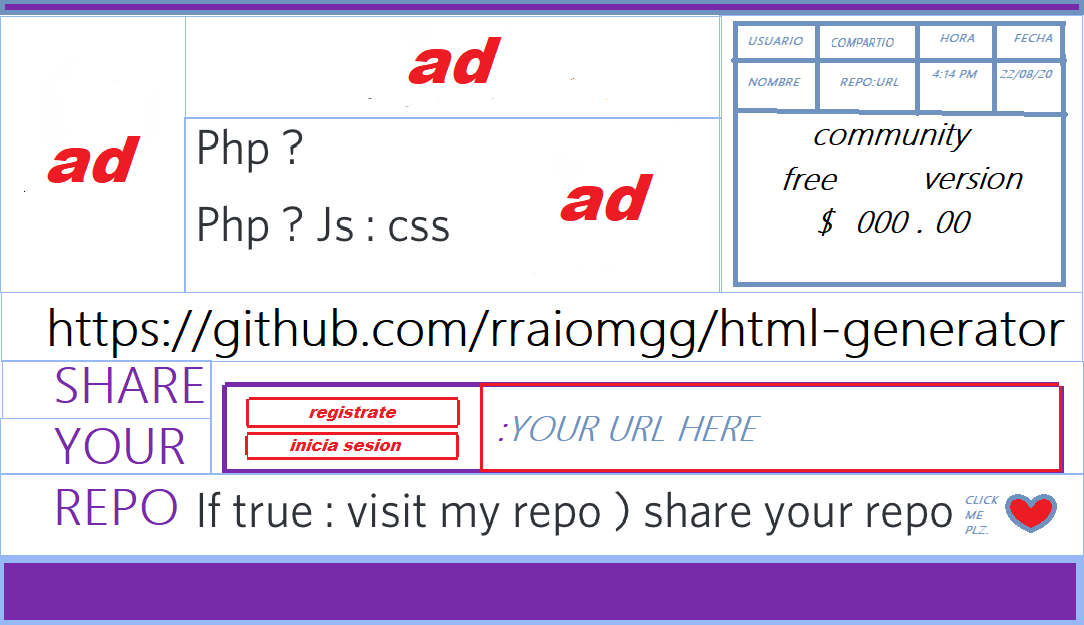 ad
ad
Php ?
Php ? Js : css
ad
USUARIO COMPARTIO HORA FECHA
NOMBRE REPO:URL 4:14 PM 22/08/20
community
free version
$ 000 . 00
https://github.com/rraiomgg/html-generator
SHARE
YOUR
REPO
registrate
inicia sesion
:YOUR URL HERE
If true : visit my repo ) share your repo
CLICK
ME
PLZ.